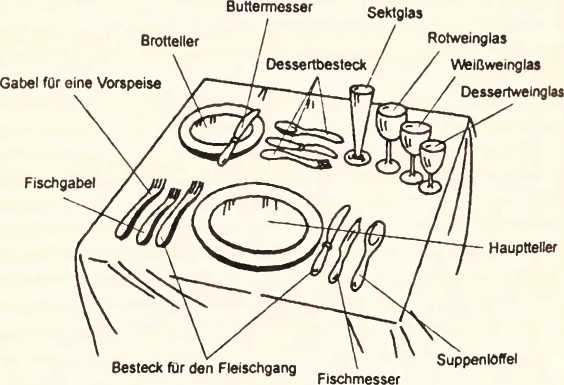 Buttermesser
Sektglas
Brotteller
Rotweinglas
Dessertbesteck
Weißweinglas
Gabel für eine Vorspeise
Dessertweinglas
Fischgabel
Hauptteller
Besteck für den Fleischgang
Suppenlöffel
Fischmesser